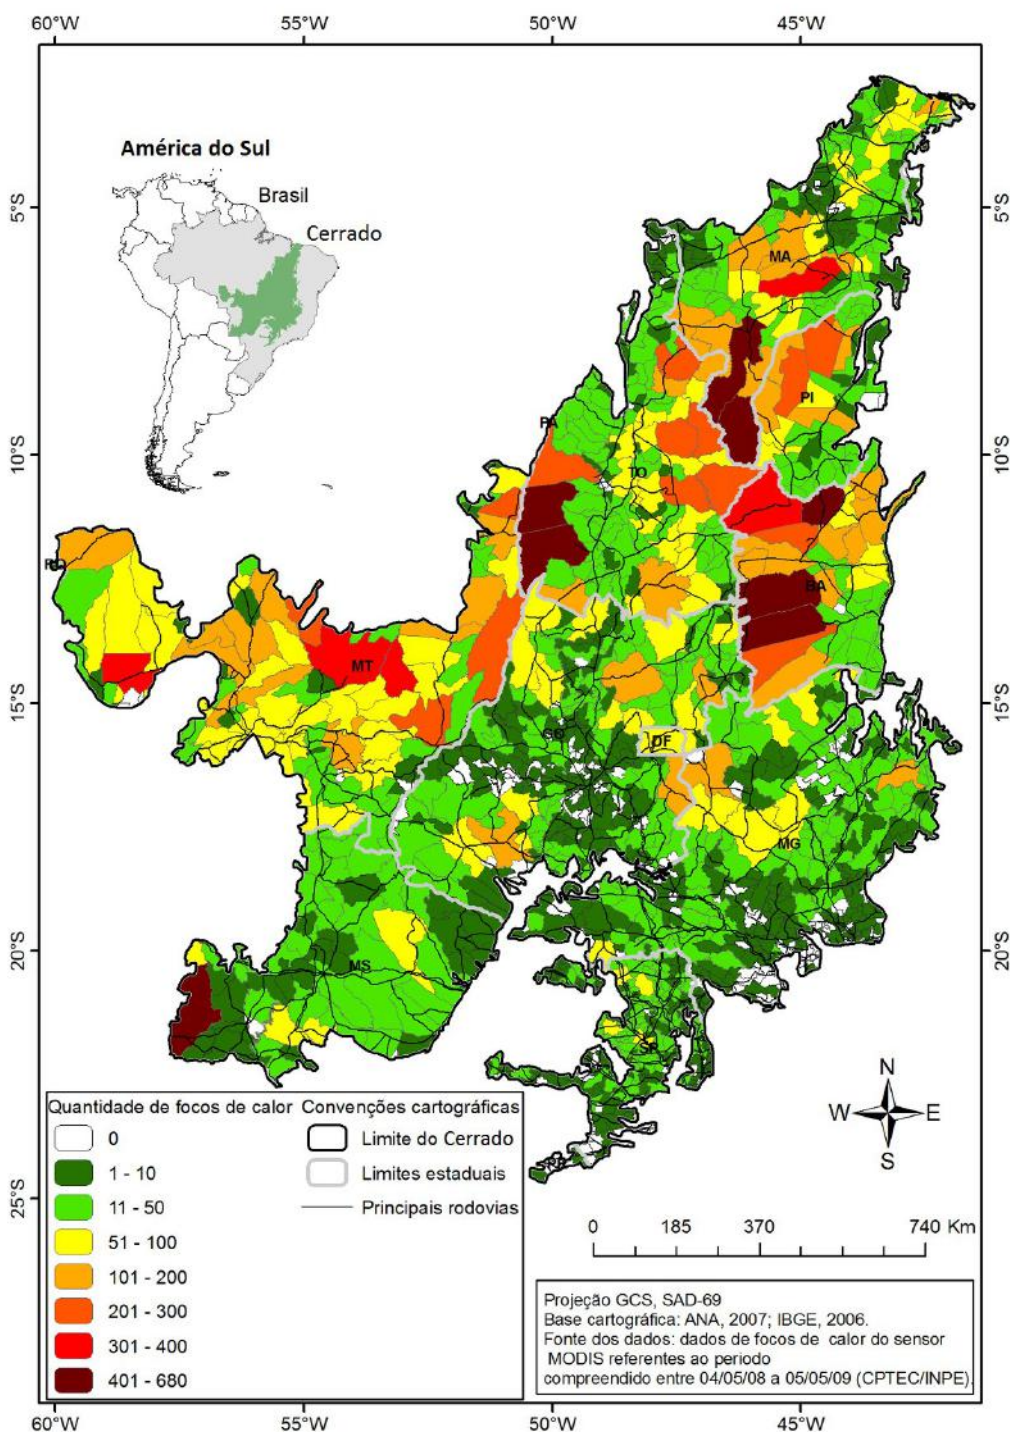 60°W 55°W 50°W 45°W
América do Sul
Brasil
Cerrado
5°S 5°S
MA
PI
PA
10°S 10°S
TO
RO
BA
MT
15°S 15°S
GO DF
MG
20°S 20°S
MS
SP
PR
N
W E
S
Quantidade de focos de calor
0
1 - 10
11 - 50
51 - 100
101 - 200
201 - 300
301 - 400
401 - 680
Convenções cartográficas
Limite do Cerrado
Limites estaduais
Principais rodovias
25°S 25°S
0 185 370 740 Km
Projeção GCS, SAD-69
Base cartográfica: ANA, 2007; IBGE, 2006.
Fonte dos dados: dados de focos de calor do sensor
MODIS referentes ao periodo
compreendido entre 04/05/08 a 05/05/09 (CPTEC/INPE).
60°W 55°W 50°W 45°W